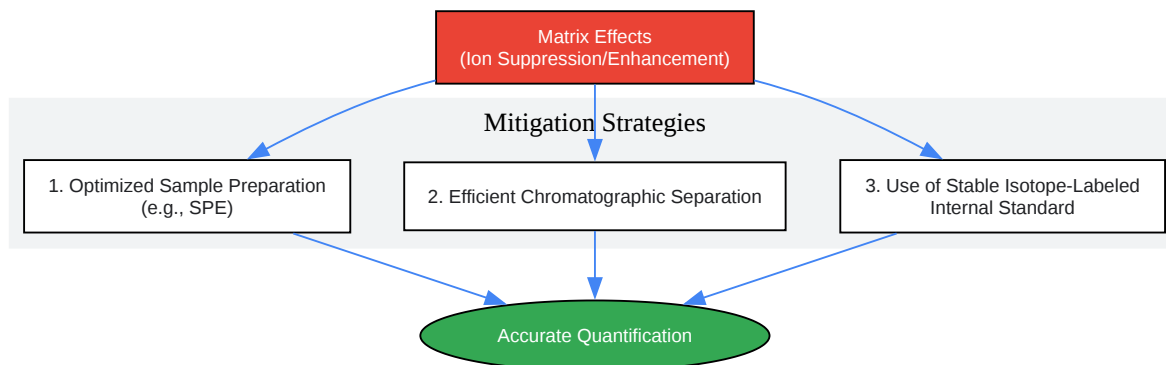 Matrix Effects
(Ion Suppression/Enhancement)
Mitigation Strategies
1. Optimized Sample Preparation
(e.g., SPE)
2. Efficient Chromatographic Separation
3. Use of Stable Isotope-Labeled
Internal Standard
Accurate Quantification